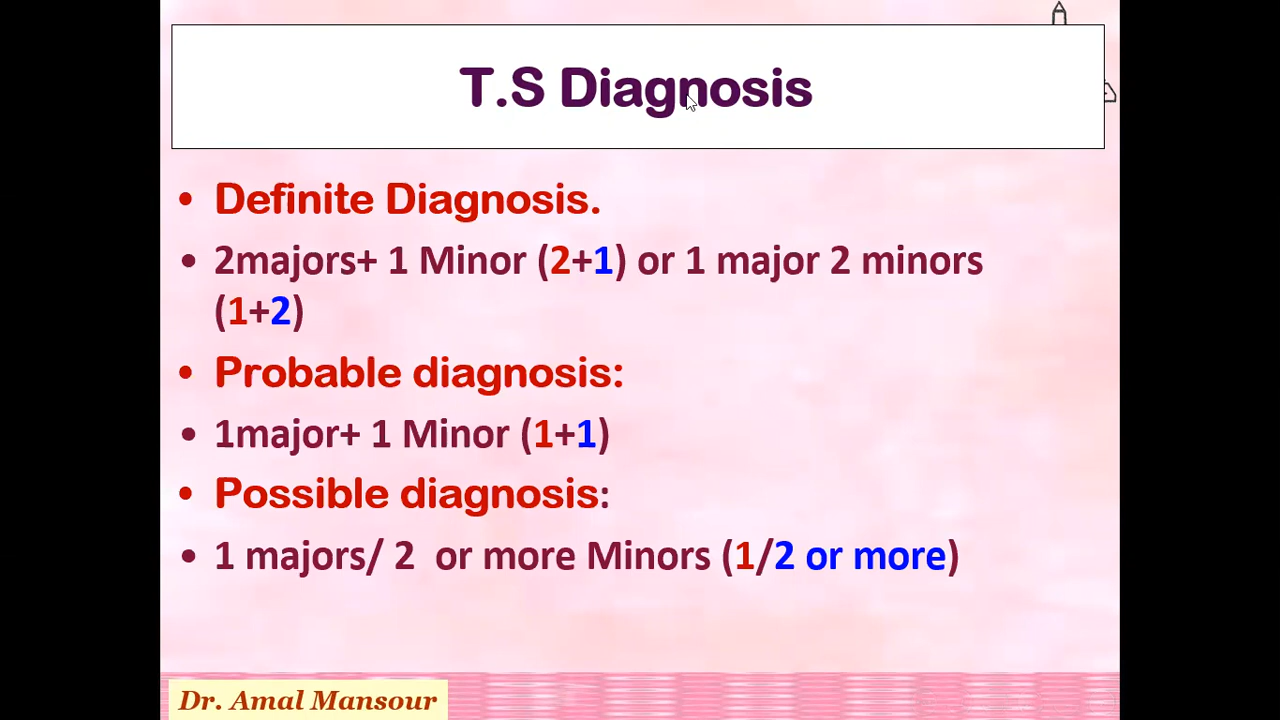 T.S Diagnosis
• Definite Diagnosis.
• 2majors+ 1 Minor (2+1) or 1 major 2 minors
(1+2)
• Probable diagnosis:
• 1major+ 1 Minor (1+1)
• Possible diagnosis:
• 1 majors/ 2  or more Minors (1/2 or more)
Dr. Amal Mansour